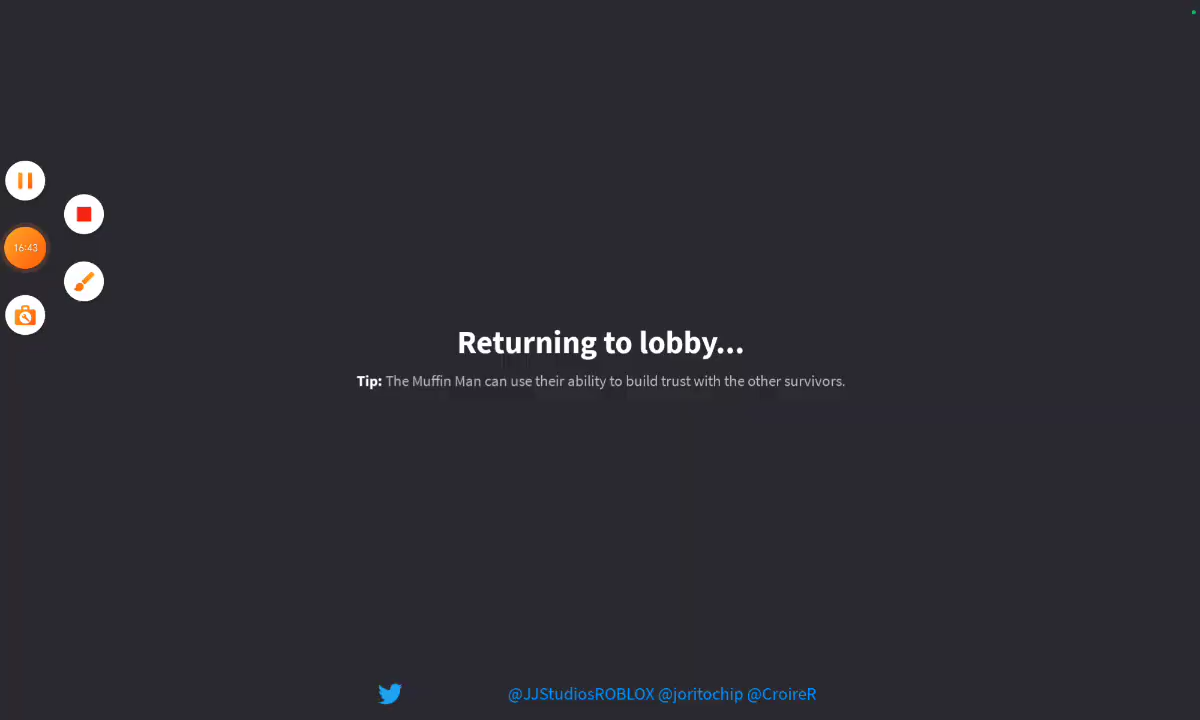 16:43
Returning to lobby...
Tip: The Muffin Man can use their ability to build trust with the other survivors.
@JJStudiosROBLOX @joritochip @CroireR